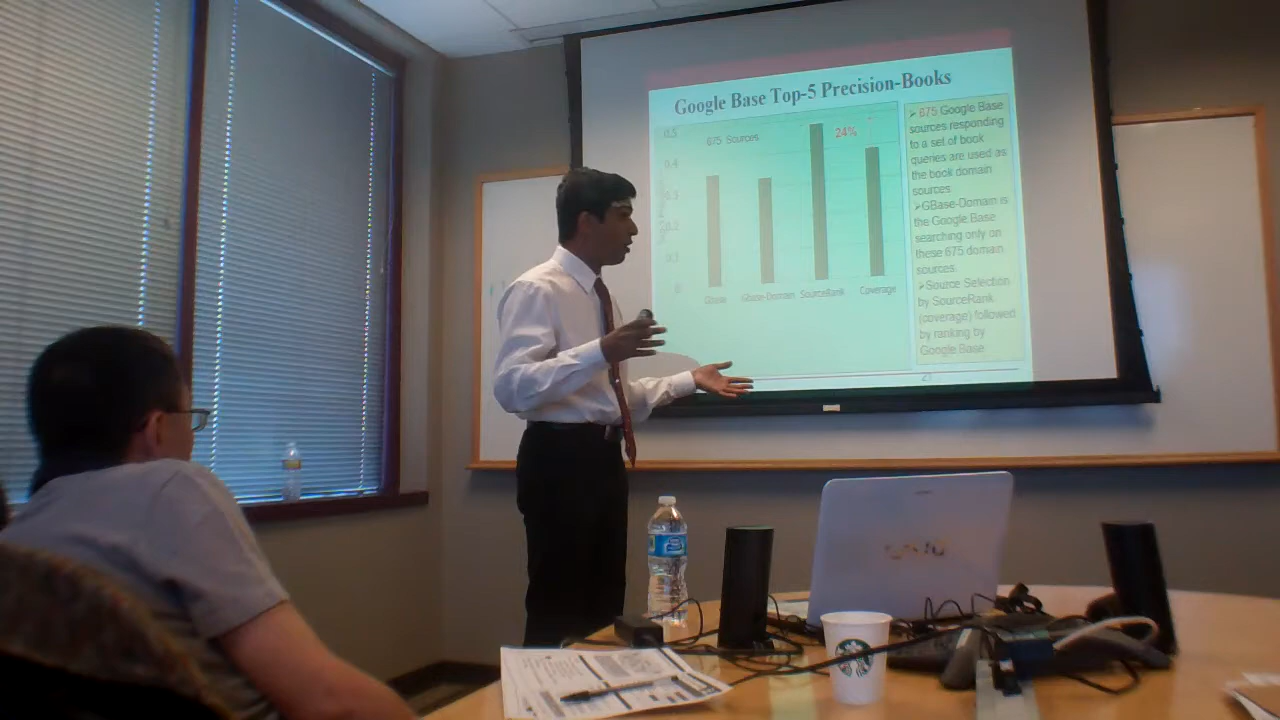 Google Base Top-5 Precision-Books
0.5
0.4
0.3
0.2
0.1
0
675 Sources
24%
Gbase
Gbase-Domain
SourceRank
Coverage
➢ 675 Google Base
sources responding
to a set of book
queries are used as
the book domain
sources.
➢GBase-Domain is
the Google Base
searching only on
these 675 domain
sources.
➢Source Selection
by SourceRank
(coverage) followed
by ranking by
Google Base
VAIO